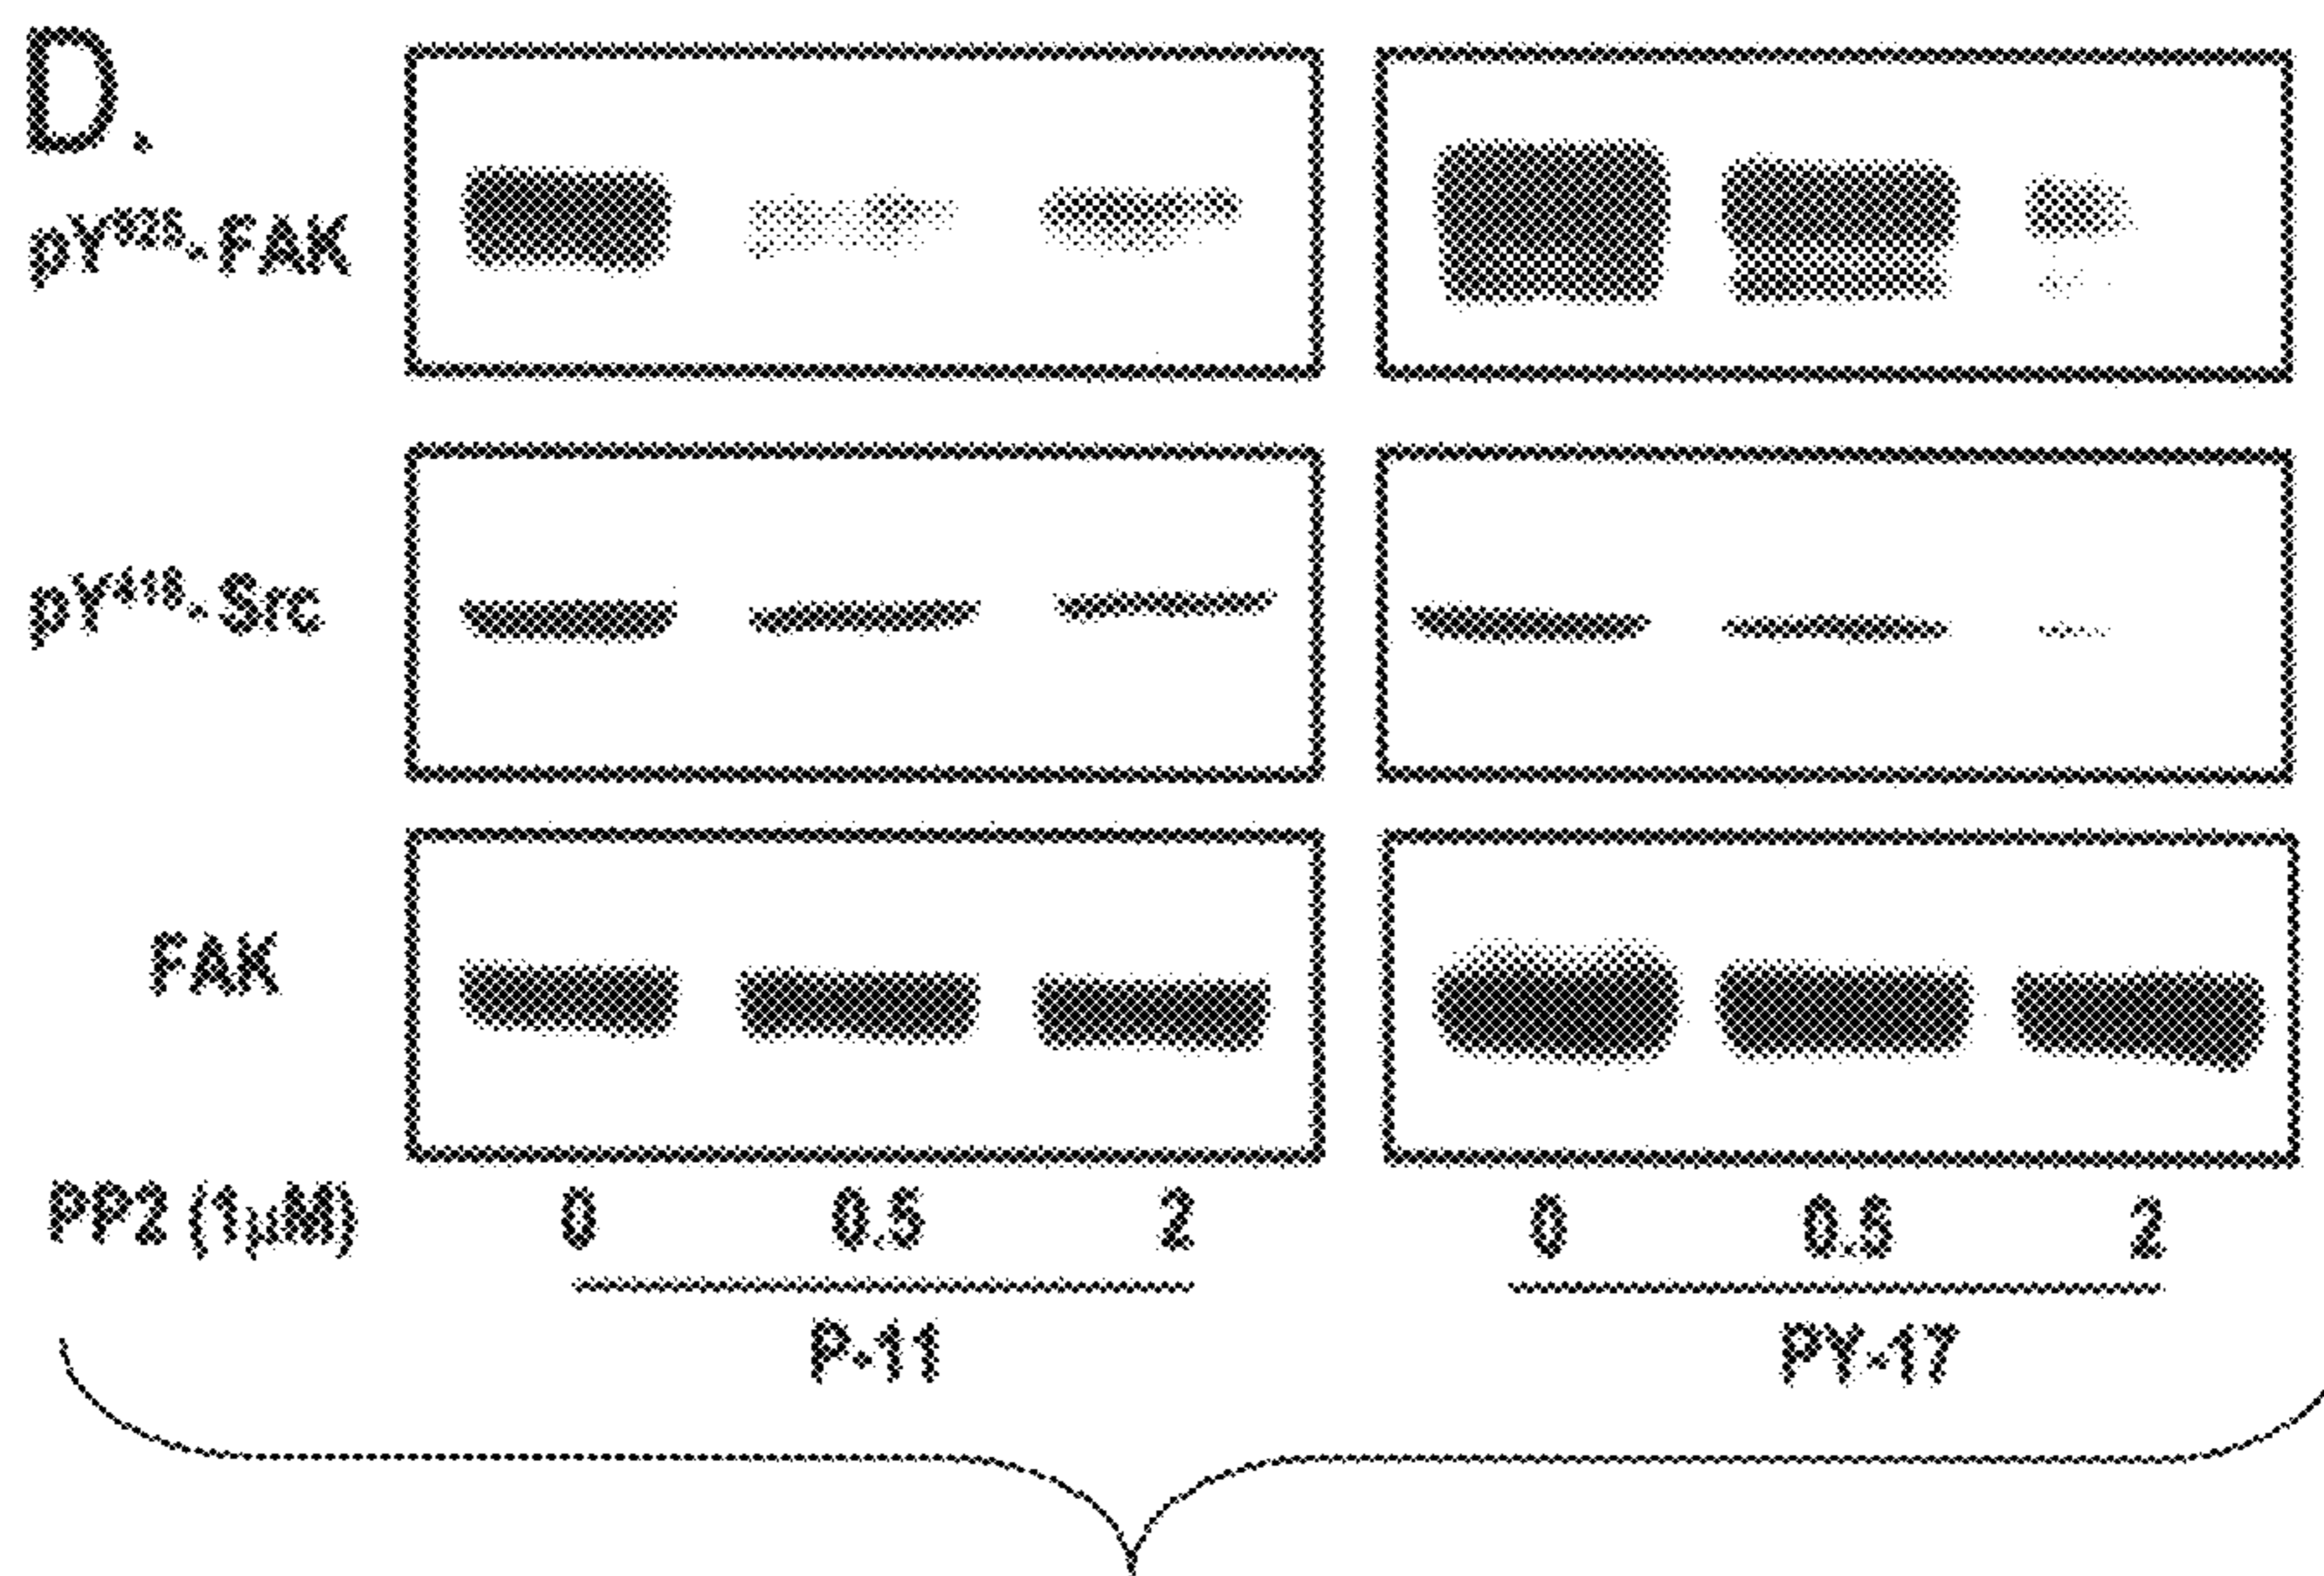 D.
pY⁹²⁵-FAK
pY⁴¹⁸-Src
FAK
PP2 (1µM) 0 0.5 2 0 0.5 2
P-11 PY-17